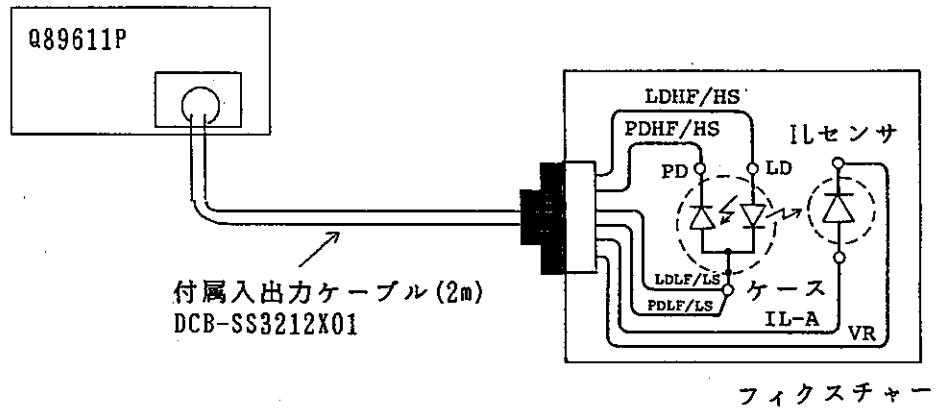 Q89611P
LDHF/HS
PDHF/HS
ILセンサ
PD
LD
LDLF/LS
ケース
PDLF/LS
IL-A
VR
付属入出力ケーブル(2m)
DCB-SS3212X01
フィクスチャー